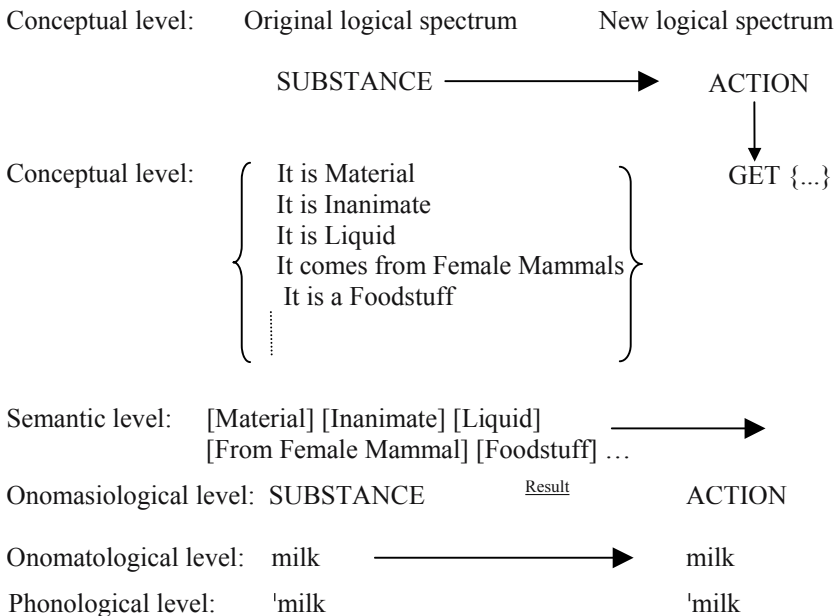 Conceptual level: Original logical spectrum New logical spectrum
SUBSTANCE ACTION
Conceptual level: It is Material GET {...}
It is Inanimate
It is Liquid
It comes from Female Mammals
It is a Foodstuff
Semantic level: [Material] [Inanimate] [Liquid]
[From Female Mammal] [Foodstuff] …
Onomasiological level: SUBSTANCE Result ACTION
Onomatological level: milk milk
Phonological level: ˈmilk ˈmilk